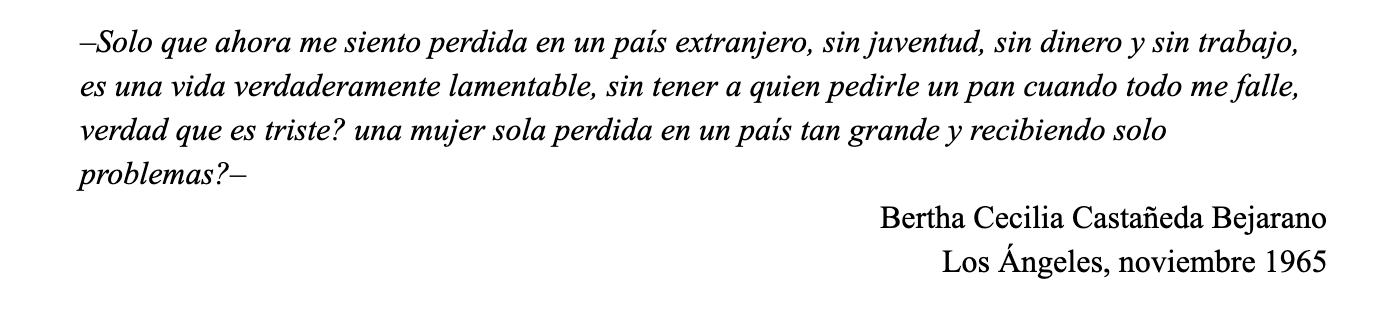 –Solo que ahora me siento perdida en un país extranjero, sin juventud, sin dinero y sin trabajo,
es una vida verdaderamente lamentable, sin tener a quien pedirle un pan cuando todo me falle,
verdad que es triste? una mujer sola perdida en un país tan grande y recibiendo solo
problemas?–
Bertha Cecilia Castañeda Bejarano
Los Ángeles, noviembre 1965